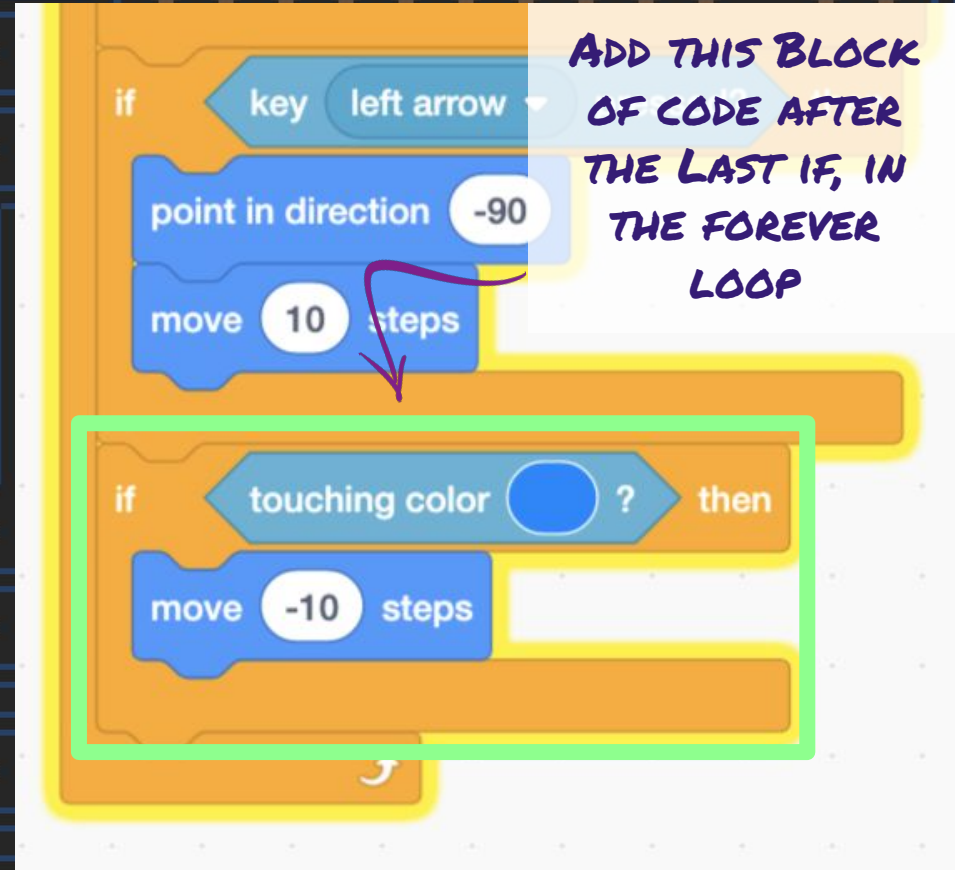 ADD THIS BLOCK
OF CODE AFTER
THE LAST IF, IN
THE FOREVER
LOOP
if key left arrow
point in direction -90
move 10 steps
if touching color ? then
move -10 steps